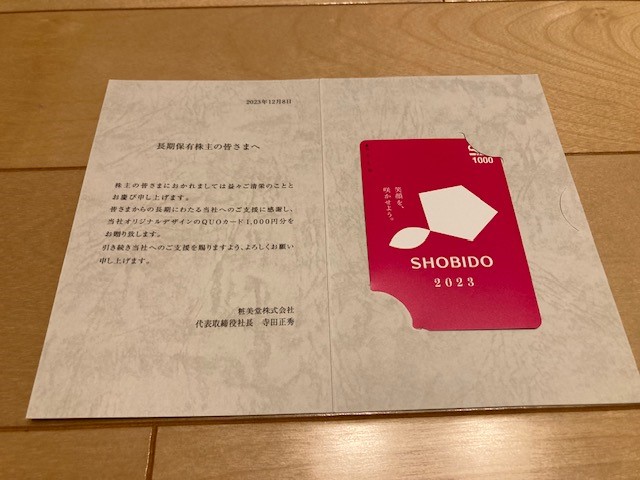 2023年12月8日
長期保有株主の皆さまへ
株主の皆さまにおかれましては益々ご清栄のことと
お慶び申し上げます。
皆さまからの長期にわたる当社へのご支援に感謝し、
当社オリジナルデザインのQUOカード1,000円分を
お贈り致します。
引き続き当社へのご支援を賜りますよう、よろしくお願い
申し上げます。
粧美堂株式会社
代表取締役社長 寺田正秀
1000
笑顔を、
咲かせよう。
SHOBIDO
2023